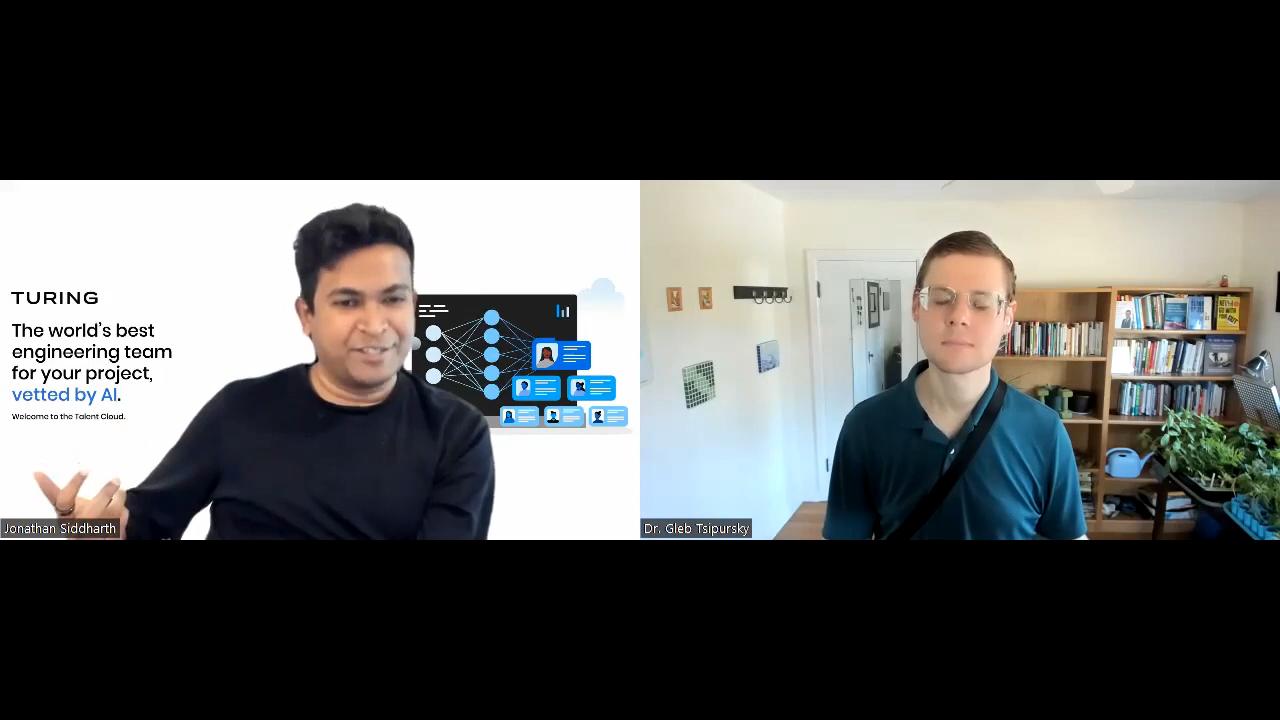 TURING
The world's best
engineering team
for your project,
vetted by AI.
Welcome to the Talent Cloud.
Jonathan Siddharth
Dr. Gleb Tsipursky